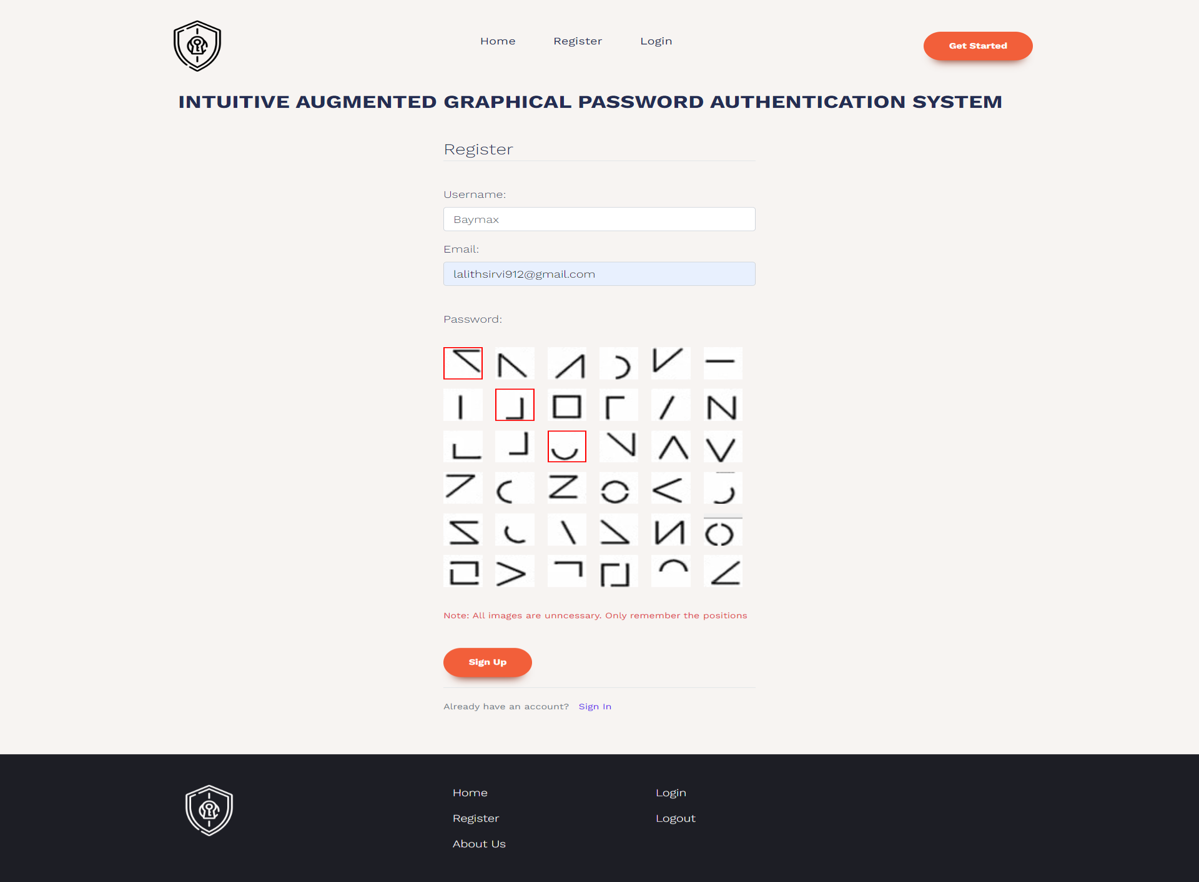 Home Register Login Get Started
INTUITIVE AUGMENTED GRAPHICAL PASSWORD AUTHENTICATION SYSTEM
Register
Username:
Baymax
Email:
lalithsirvi912@gmail.com
Password:
Note: All images are unncessary. Only remember the positions
Sign Up
Already have an account? Sign In
Home Login
Register Logout
About Us